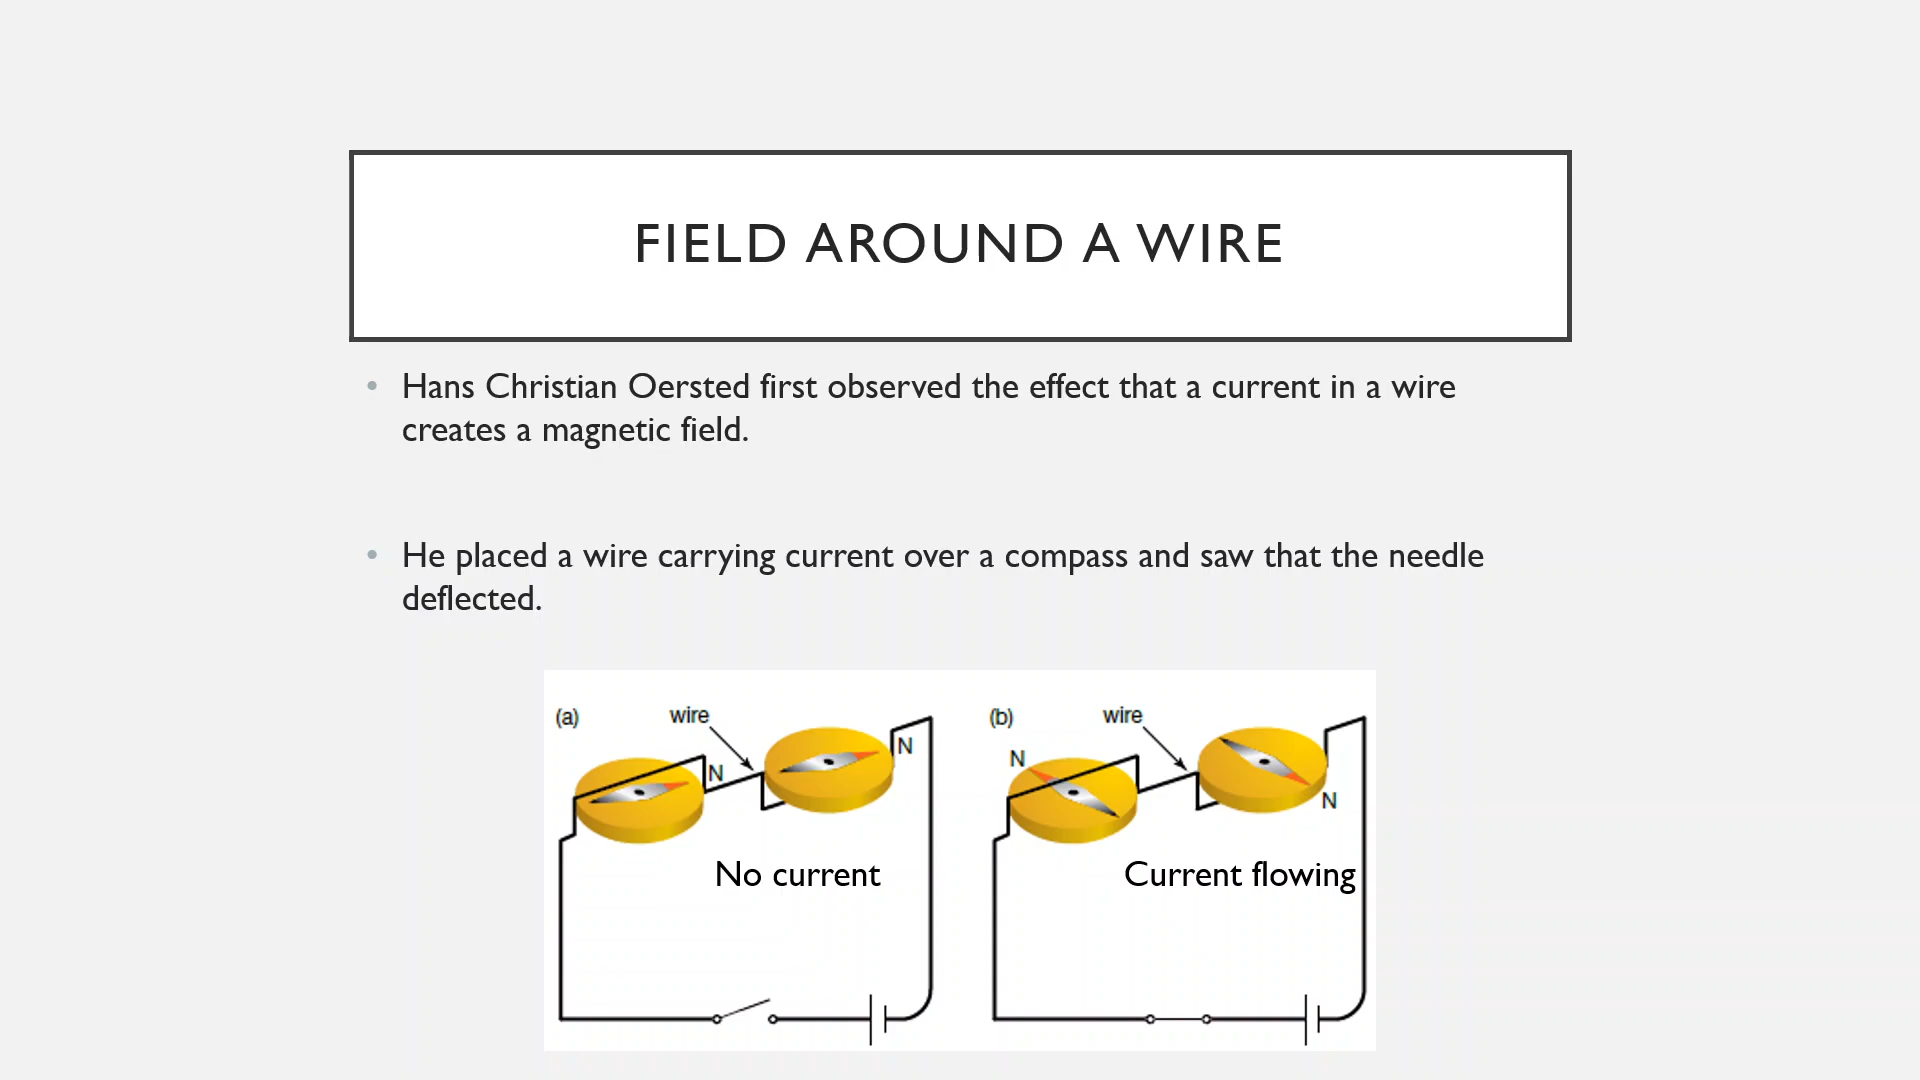 FIELD AROUND A WIRE
• Hans Christian Oersted first observed the effect that a current in a wire
creates a magnetic field.
• He placed a wire carrying current over a compass and saw that the needle
deflected.
(a)
wire
N
N
No current
(b)
wire
N
N
Current flowing